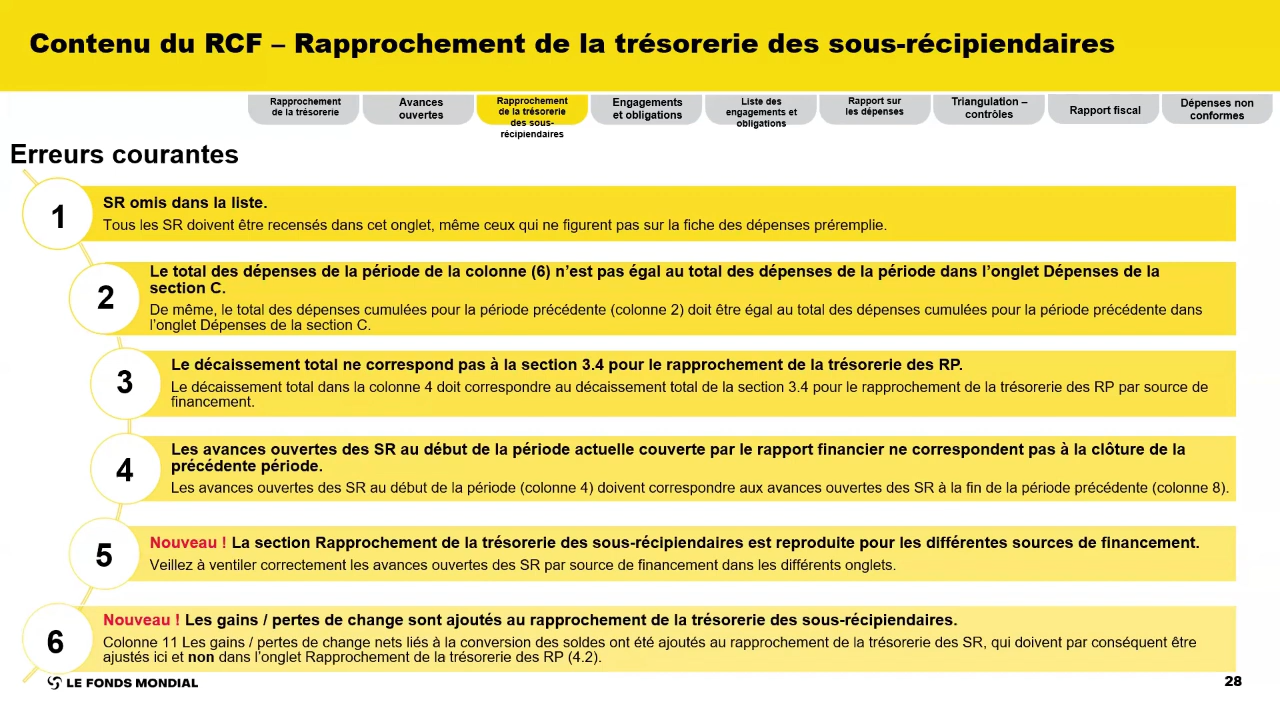 Contenu du RCF – Rapprochement de la trésorerie des sous-récipiendaires
Rapprochement
de la trésorerie
Avances
ouvertes
Rapprochement
de la trésorerie
des sous-
récipiendaires
Engagements
et obligations
Liste des
engagements et
obligations
Rapport sur
les dépenses
Triangulation –
contrôles
Rapport fiscal
Dépenses non
conformes
Erreurs courantes
1
SR omis dans la liste.
Tous les SR doivent être recensés dans cet onglet, même ceux qui ne figurent pas sur la fiche des dépenses préremplie.
2
Le total des dépenses de la période de la colonne (6) n’est pas égal au total des dépenses de la période dans l’onglet Dépenses de la
section C.
De même, le total des dépenses cumulées pour la période précédente (colonne 2) doit être égal au total des dépenses cumulées pour la période précédente dans
l’onglet Dépenses de la section C.
3
Le décaissement total ne correspond pas à la section 3.4 pour le rapprochement de la trésorerie des RP.
Le décaissement total dans la colonne 4 doit correspondre au décaissement total de la section 3.4 pour le rapprochement de la trésorerie des RP par source de
financement.
4
Les avances ouvertes des SR au début de la période actuelle couverte par le rapport financier ne correspondent pas à la clôture de la
précédente période.
Les avances ouvertes des SR au début de la période (colonne 4) doivent correspondre aux avances ouvertes des SR à la fin de la période précédente (colonne 8).
5
Nouveau ! La section Rapprochement de la trésorerie des sous-récipiendaires est reproduite pour les différentes sources de financement.
Veillez à ventiler correctement les avances ouvertes des SR par source de financement dans les différents onglets.
6
Nouveau ! Les gains / pertes de change sont ajoutés au rapprochement de la trésorerie des sous-récipiendaires.
Colonne 11 Les gains / pertes de change nets liés à la conversion des soldes ont été ajoutés au rapprochement de la trésorerie des SR, qui doivent par conséquent être
ajustés ici et non dans l’onglet Rapprochement de la trésorerie des RP (4.2).
LE FONDS MONDIAL
28